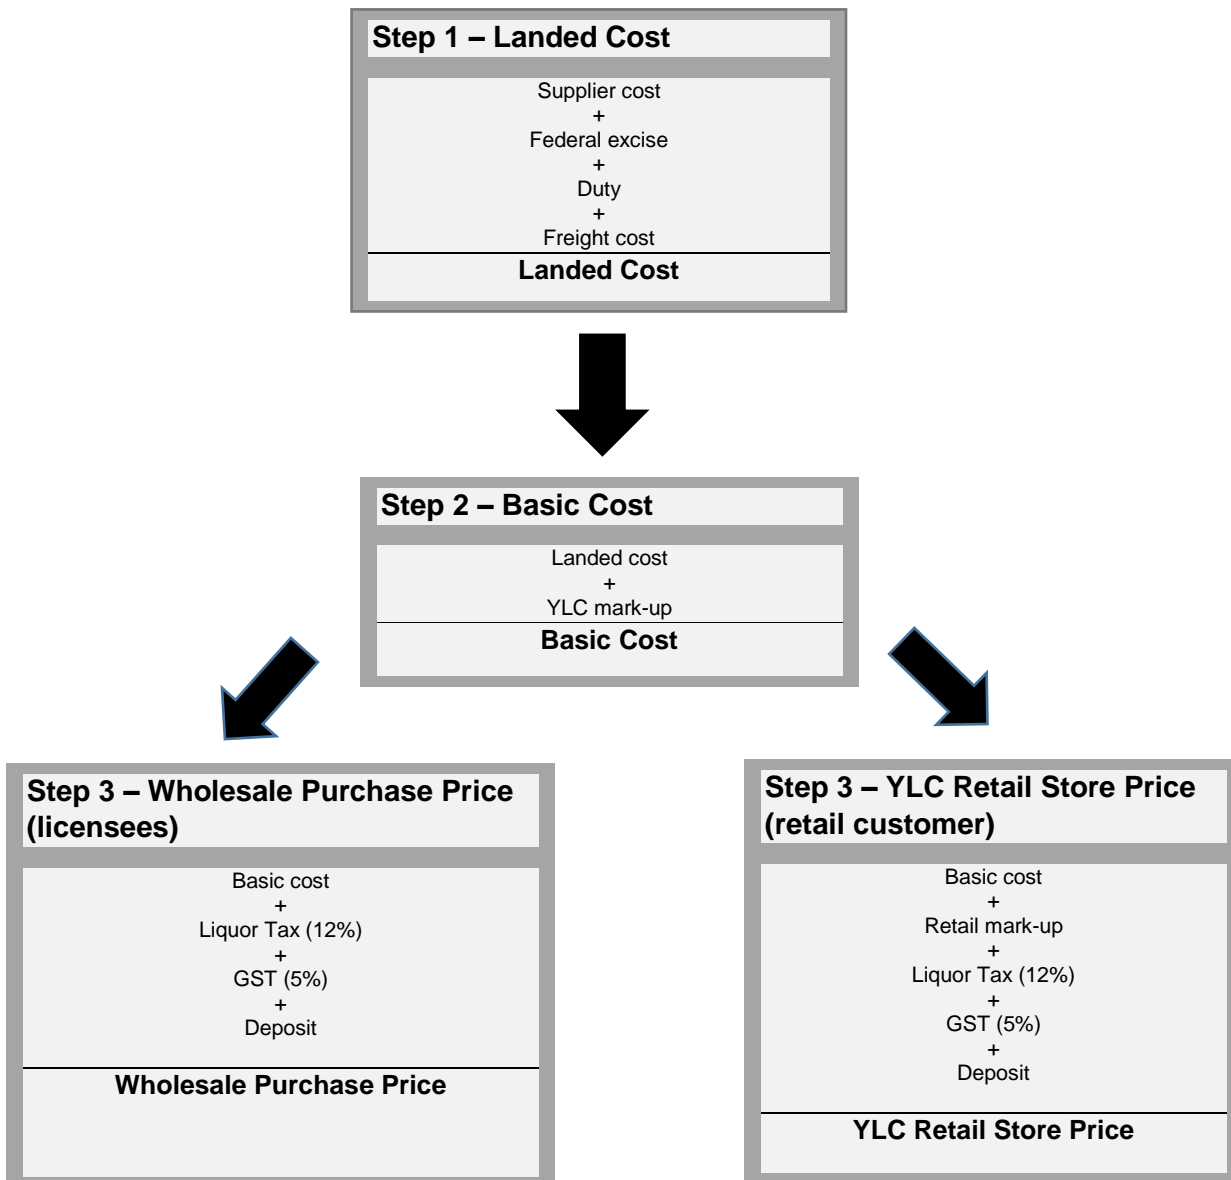 Step 1 – Landed Cost
Supplier cost
+
Federal excise
+
Duty
+
Freight cost
Landed Cost
Step 2 – Basic Cost
Landed cost
+
YLC mark-up
Basic Cost
Step 3 – Wholesale Purchase Price
(licensees)
Basic cost
+
Liquor Tax (12%)
+
GST (5%)
+
Deposit
Wholesale Purchase Price
Step 3 – YLC Retail Store Price
(retail customer)
Basic cost
+
Retail mark-up
+
Liquor Tax (12%)
+
GST (5%)
+
Deposit
YLC Retail Store Price